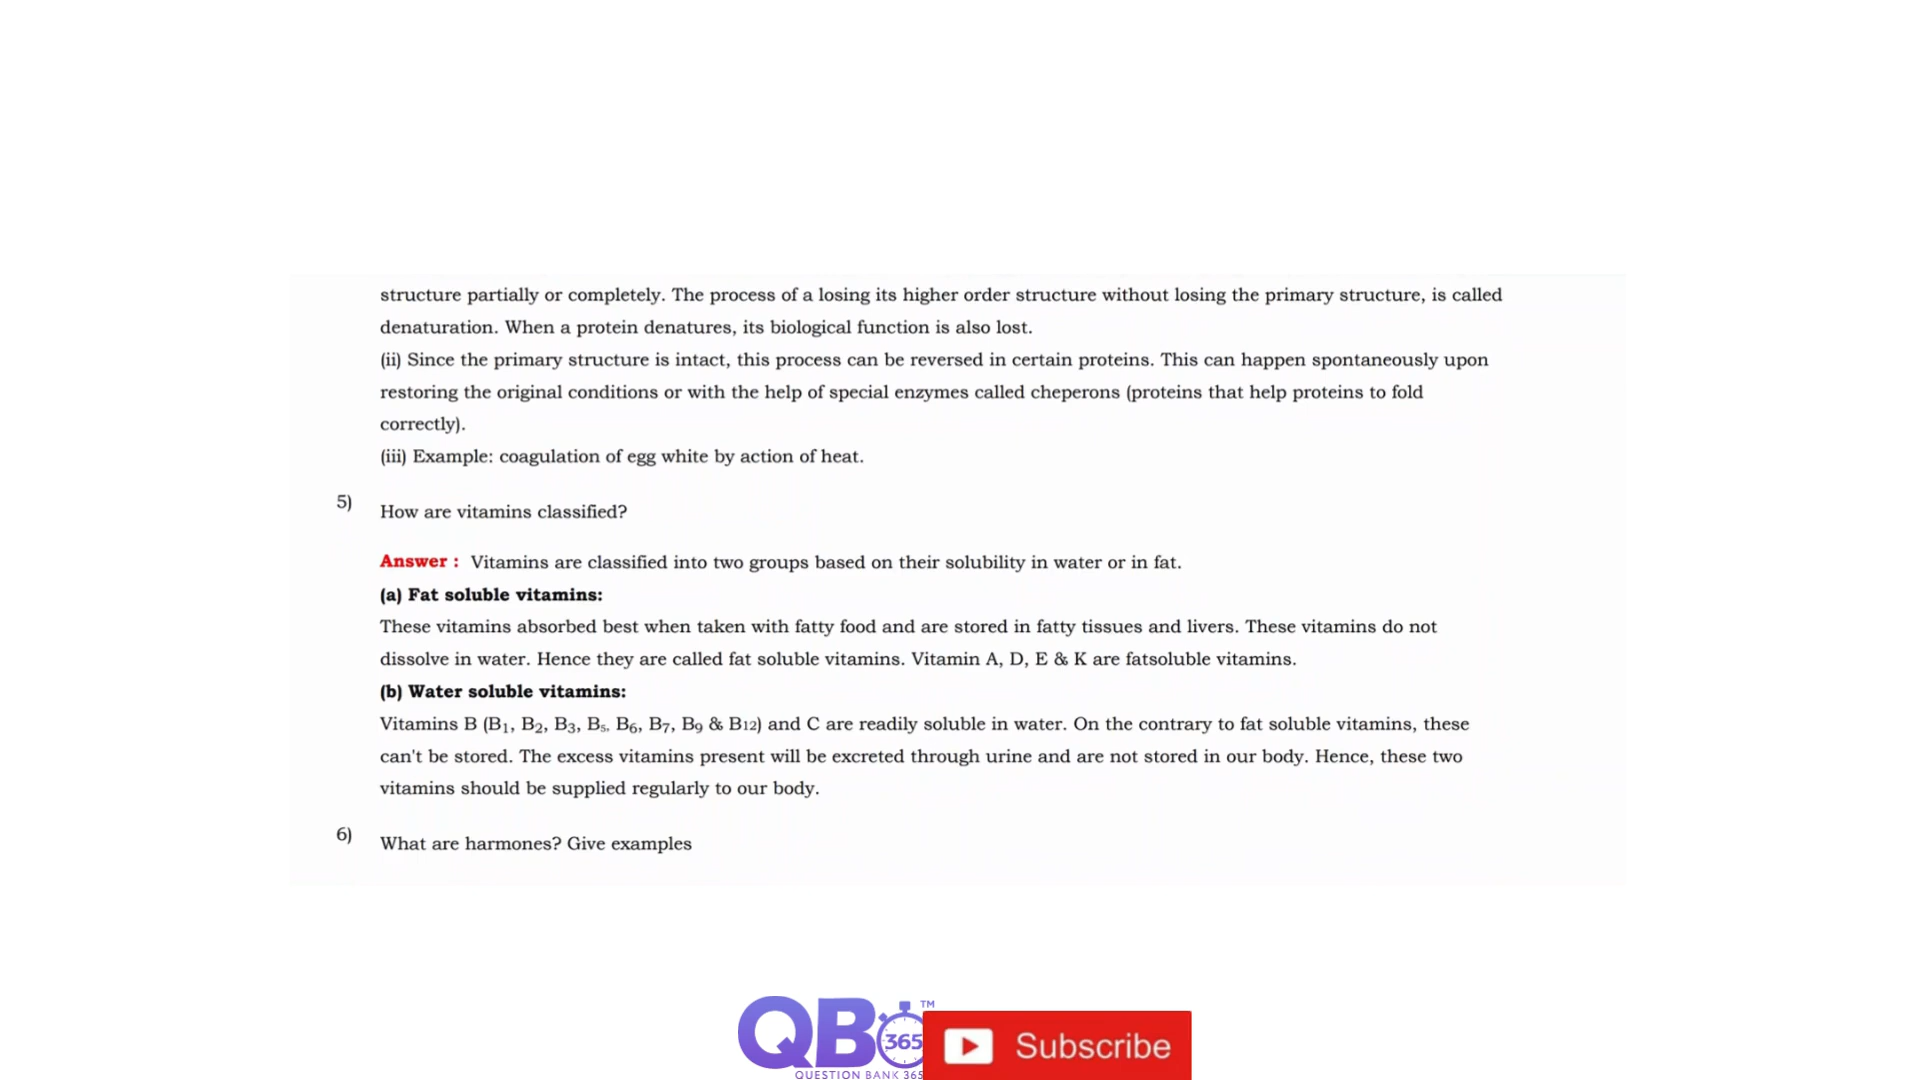 structure partially or completely. The process of a losing its higher order structure without losing the primary structure, is called
denaturation. When a protein denatures, its biological function is also lost.
(ii) Since the primary structure is intact, this process can be reversed in certain proteins. This can happen spontaneously upon
restoring the original conditions or with the help of special enzymes called cheperons (proteins that help proteins to fold
correctly).
(iii) Example: coagulation of egg white by action of heat.
5) How are vitamins classified?
Answer : Vitamins are classified into two groups based on their solubility in water or in fat.
(a) Fat soluble vitamins:
These vitamins absorbed best when taken with fatty food and are stored in fatty tissues and livers. These vitamins do not
dissolve in water. Hence they are called fat soluble vitamins. Vitamin A, D, E & K are fatsoluble vitamins.
(b) Water soluble vitamins:
Vitamins B (B₁, B₂, B₃, B₅, B₆, B₇, B₉ & B₁₂) and C are readily soluble in water. On the contrary to fat soluble vitamins, these
can't be stored. The excess vitamins present will be excreted through urine and are not stored in our body. Hence, these two
vitamins should be supplied regularly to our body.
6) What are harmones? Give examples
QB 365 TM
QUESTION BANK 365
Subscribe